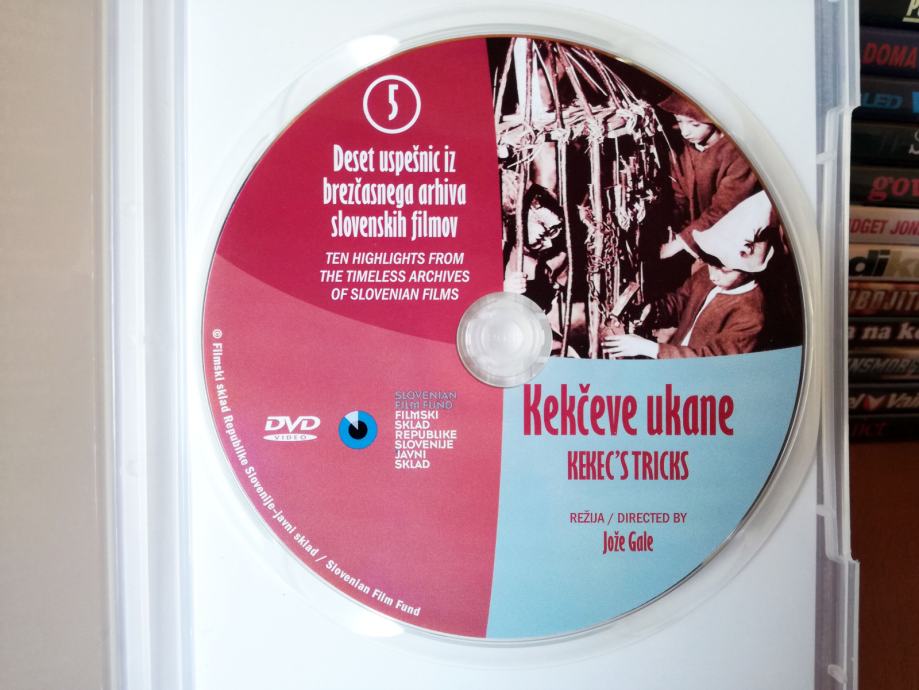 5
Deset uspešnic iz
brezčasnega arhiva
slovenskih filmov
TEN HIGHLIGHTS FROM
THE TIMELESS ARCHIVES
OF SLOVENIAN FILMS
© Filmski sklad Republike Slovenije-javni sklad / Slovenian Film Fund
DVD
VIDEO
SLOVENIAN
FILM FUND
FILMSKI
SKLAD
REPUBLIKE
SLOVENIJE
JAVNI
SKLAD
Kekčeve ukane
KEKEC'S TRICKS
REŽIJA / DIRECTED BY
Jože Gale
DOMA